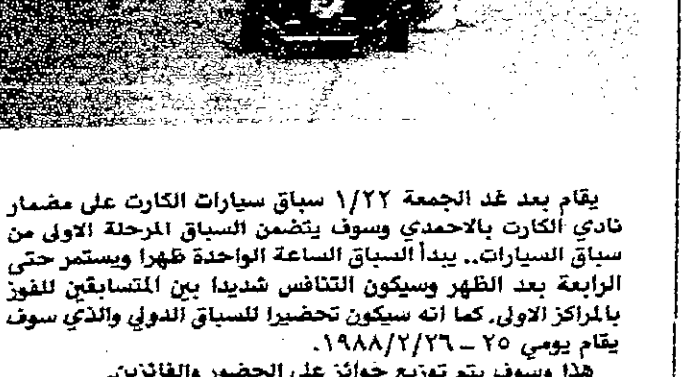 يقام بعد غد الجمعة ١/٢٢ سباق سيارات الكارت على مضمار
نادي الكارت بالاحمدي وسوف يتضمن السباق المرحلة الاولى من
سباق السيارات.. يبدأ السباق الساعة الواحدة ظهرا ويستمر حتى
الرابعة بعد الظهر وسيكون التنافس شديدا بين المتسابقين للفوز
بالمراكز الاولى. كما انه سيكون تحضيرا للسباق الدولي والذي سوف
يقام يومي ٢٥ ــ ١٩٨٨/٢/٢٦.
هذا وسوف يتم توزيع جوائز على الحضور والفائزين.